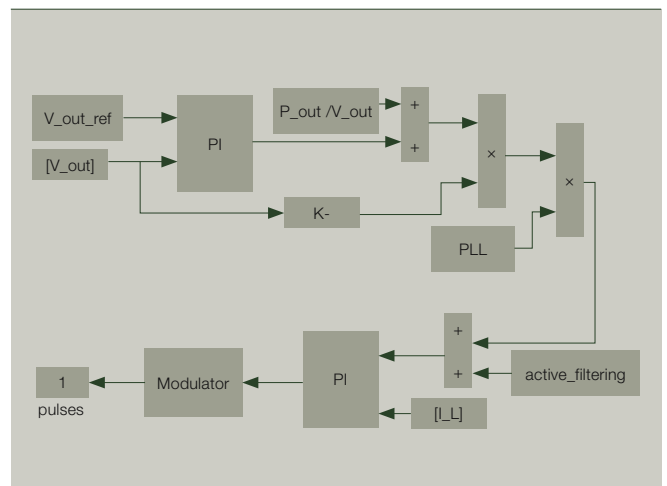 V_out_ref
[V_out]
PI
P_out /V_out
+
+
×
×
K-
PLL
+
+
active_filtering
[I_L]
PI
Modulator
1
pulses